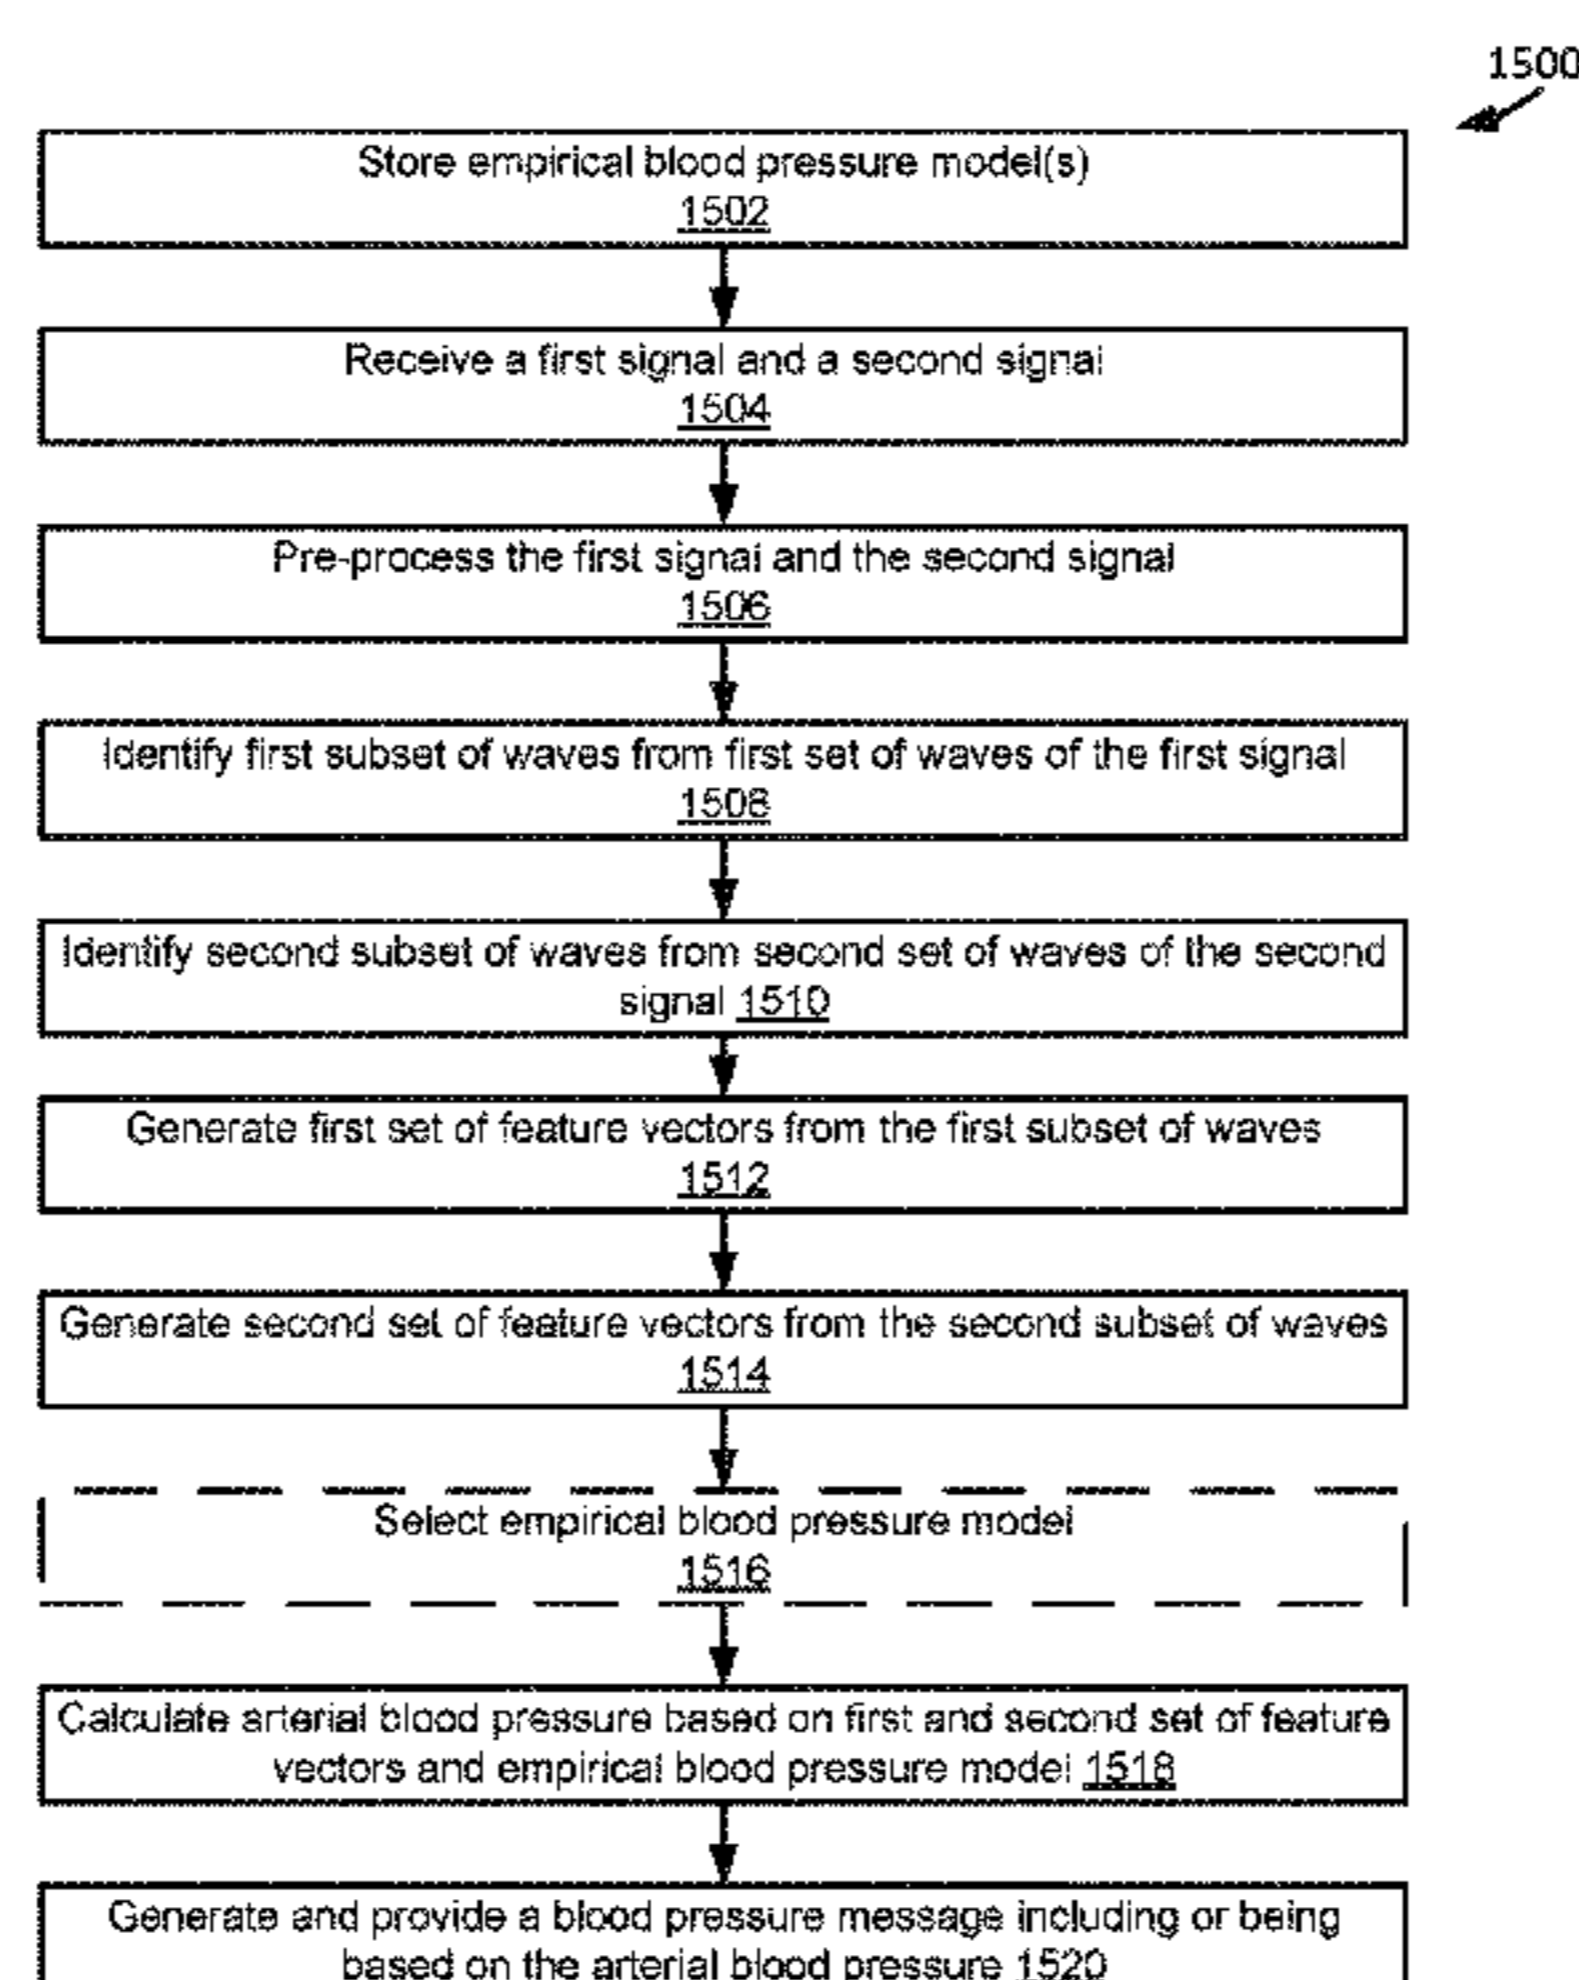 1500
Store empirical blood pressure model(s)
1502
Receive a first signal and a second signal
1504
Pre-process the first signal and the second signal
1506
Identify first subset of waves from first set of waves of the first signal
1508
Identify second subset of waves from second set of waves of the second
signal 1510
Generate first set of feature vectors from the first subset of waves
1512
Generate second set of feature vectors from the second subset of waves
1514
Select empirical blood pressure model
1516
Calculate arterial blood pressure based on first and second set of feature
vectors and empirical blood pressure model 1518
Generate and provide a blood pressure message including or being
based on the arterial blood pressure 1520